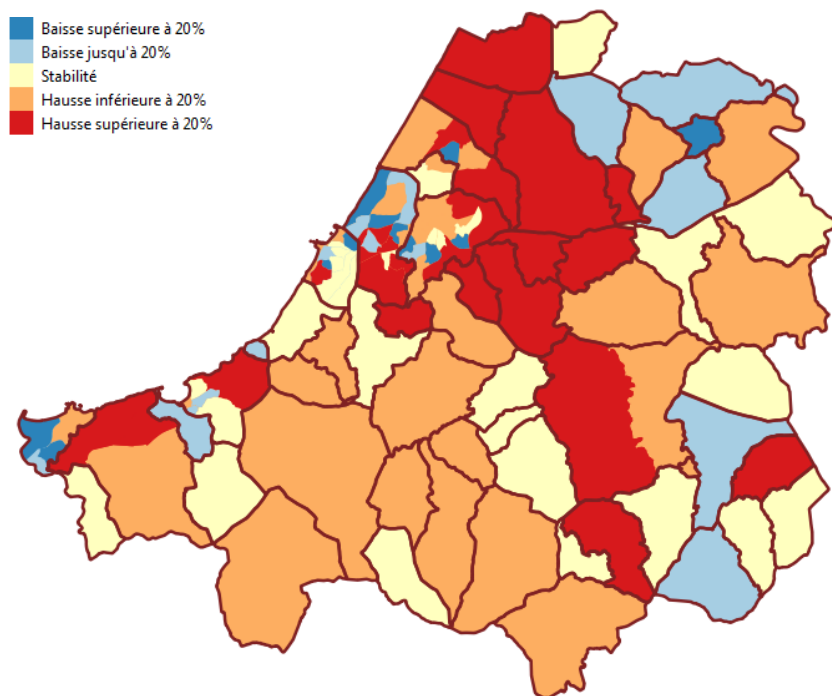 Baisse supérieure à 20%
Baisse jusqu'à 20%
Stabilité
Hausse inférieure à 20%
Hausse supérieure à 20%